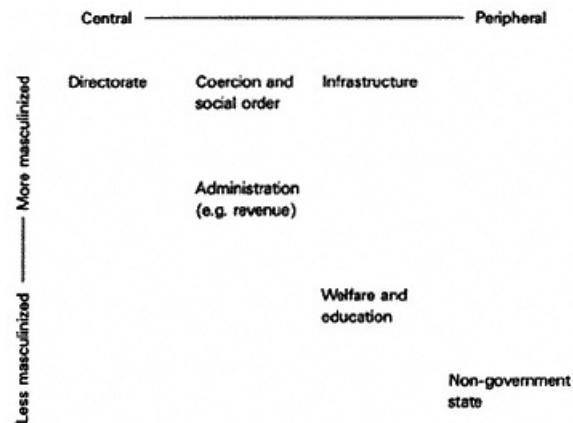 Central
Peripheral
Directorate
Coercion and
social order
Infrastructure
Administration
(e.g. revenue)
Welfare and
education
Non-government
state
More masculinized
Less masculinized